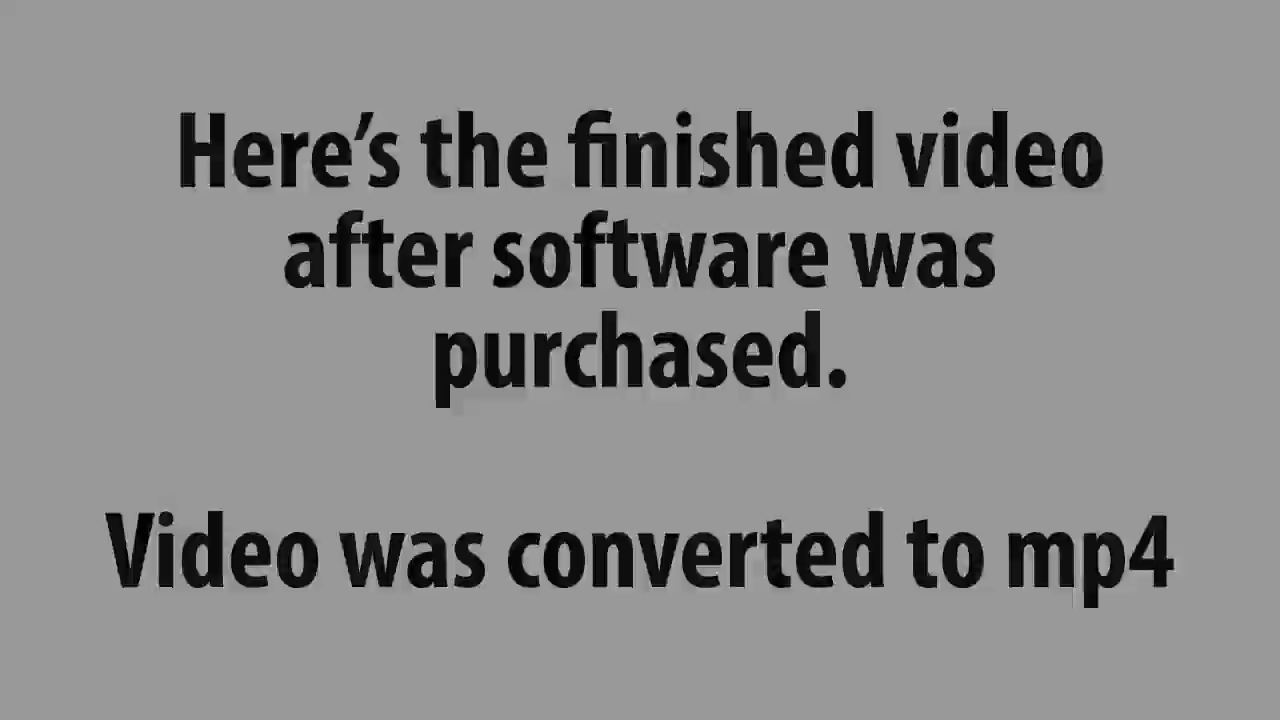 Here’s the finished video
after software was
purchased.
Video was converted to mp4